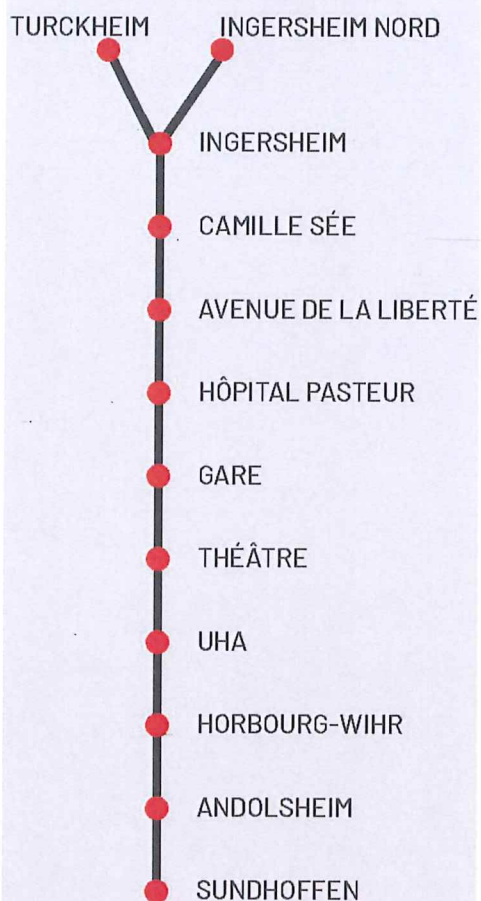 TURCKHEIM
INGERSHEIM NORD
INGERSHEIM
CAMILLE SÉE
AVENUE DE LA LIBERTÉ
HÔPITAL PASTEUR
GARE
THÉÂTRE
UHA
HORBOURG-WIHR
ANDOLSHEIM
SUNDHOFFEN